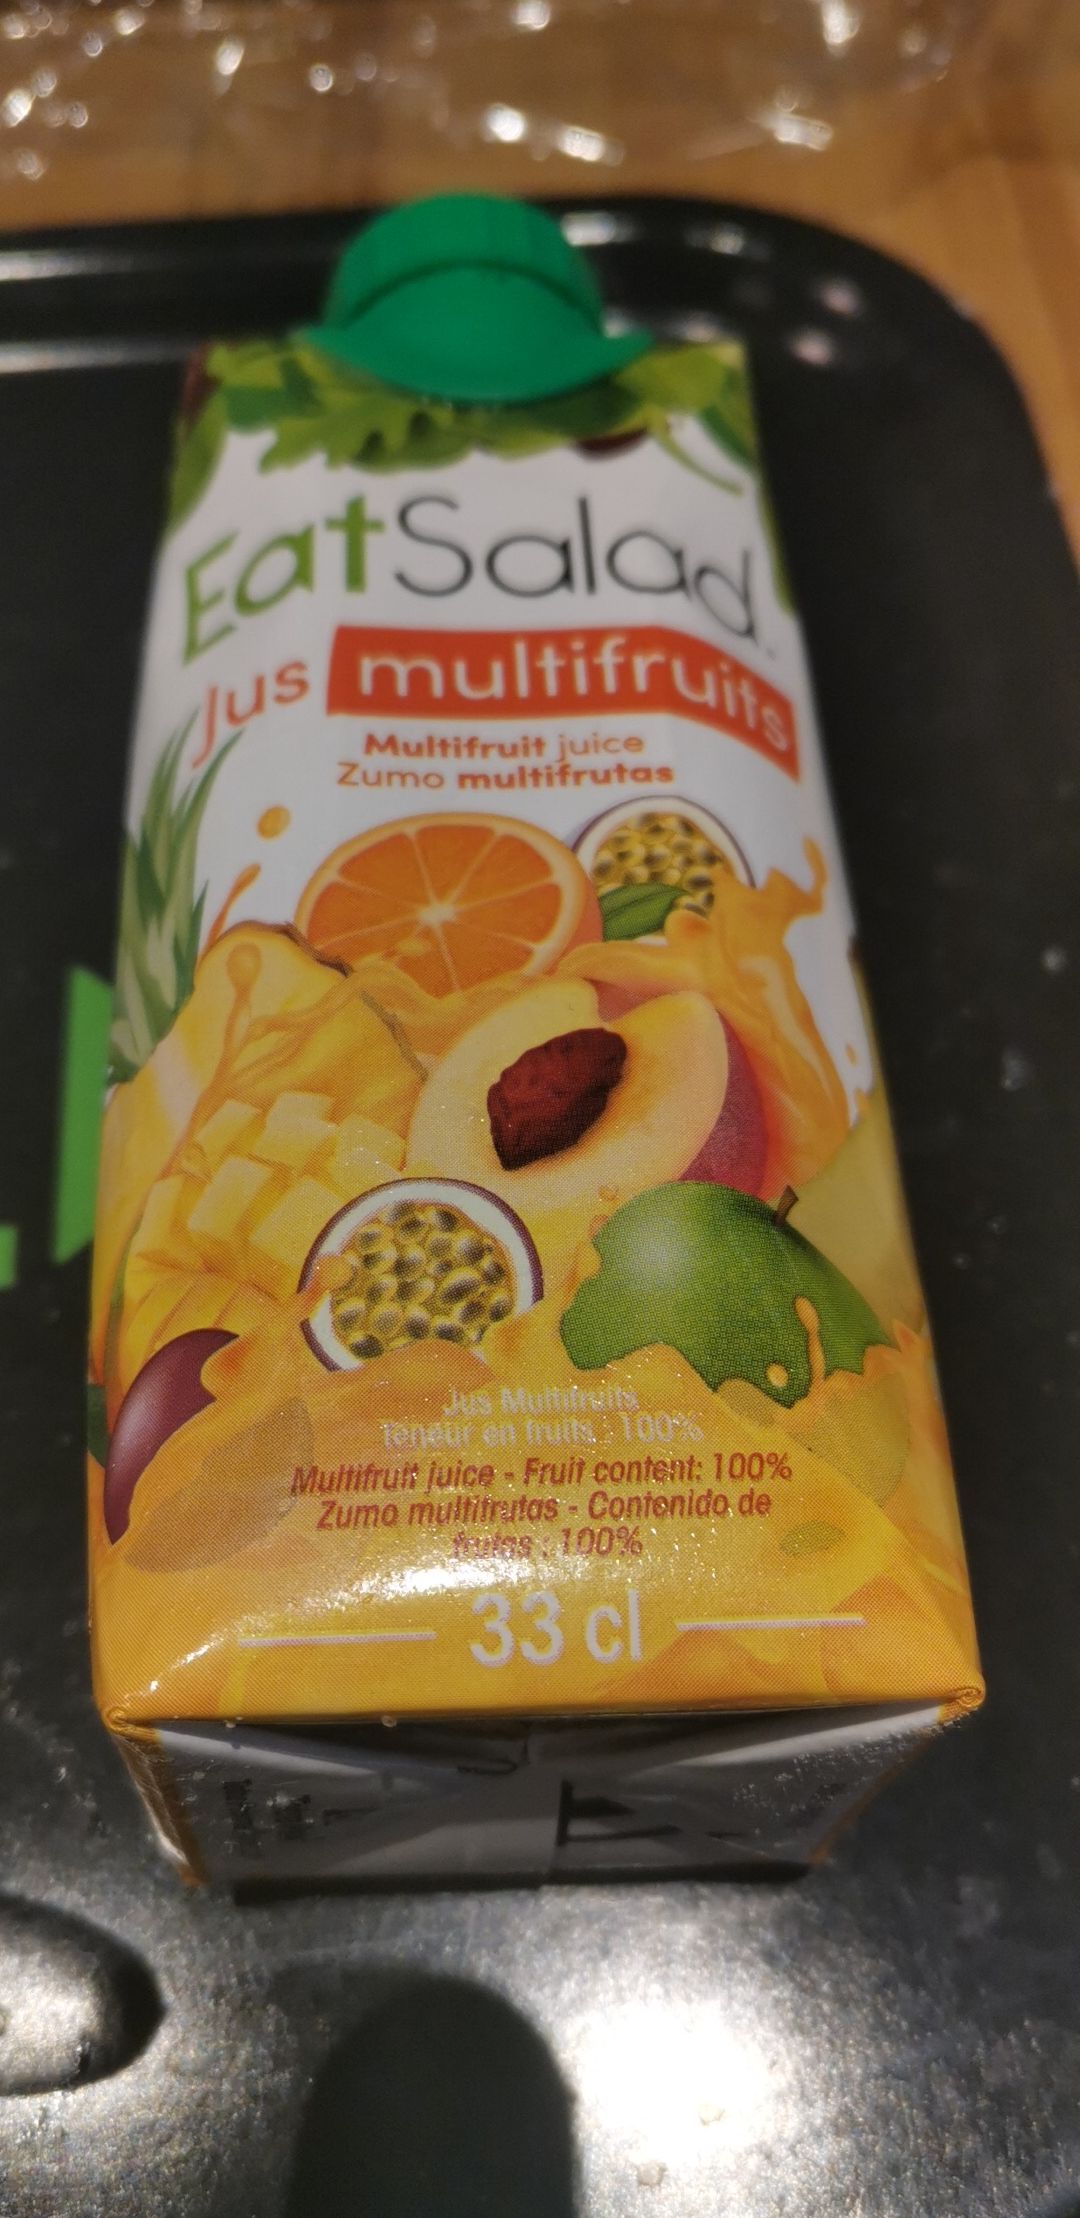 EatSalad.
Jus multifruits
Multifruit juice
Zumo multifrutas
Jus Multifruits
Teneur en fruits : 100%
Multifruit juice - Fruit content: 100%
Zumo multifrutas - Contenido de
frutas : 100%
33 cl